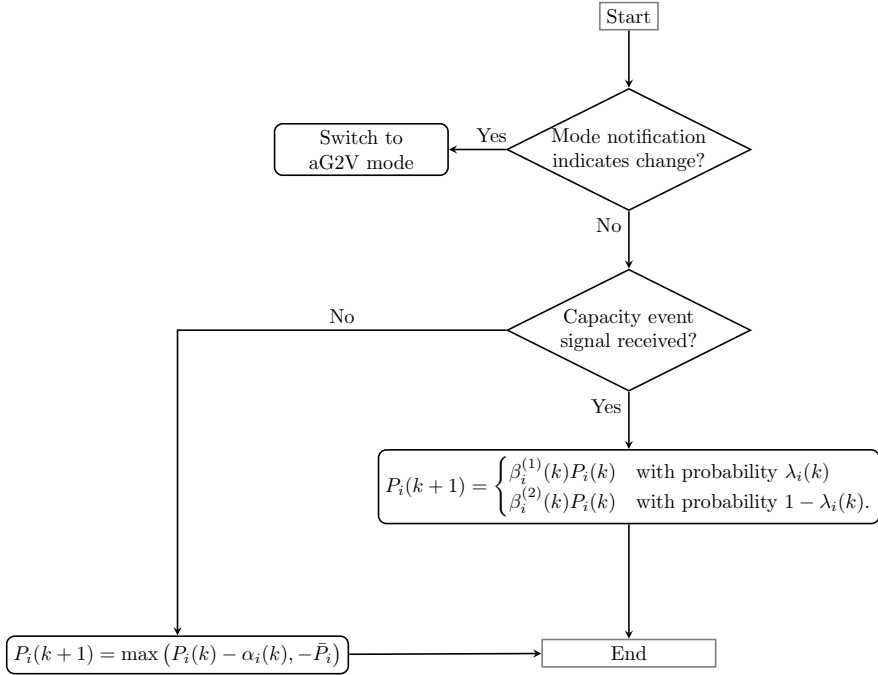 Start
Mode notification
indicates change?
Yes
Switch to
aG2V mode
No
Capacity event
signal received?
No
Yes
P_i(k + 1) = { β_i^{(1)}(k)P_i(k) with probability λ_i(k)
β_i^{(2)}(k)P_i(k) with probability 1 − λ_i(k).
P_i(k + 1) = max (P_i(k) − α_i(k), −P̄_i)
End